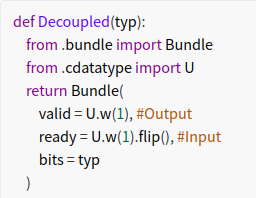 def Decoupled(typ):
from .bundle import Bundle
from .cdatatype import U
return Bundle(
valid = U.w(1), #Output
ready = U.w(1).flip(), #Input
bits = typ
)